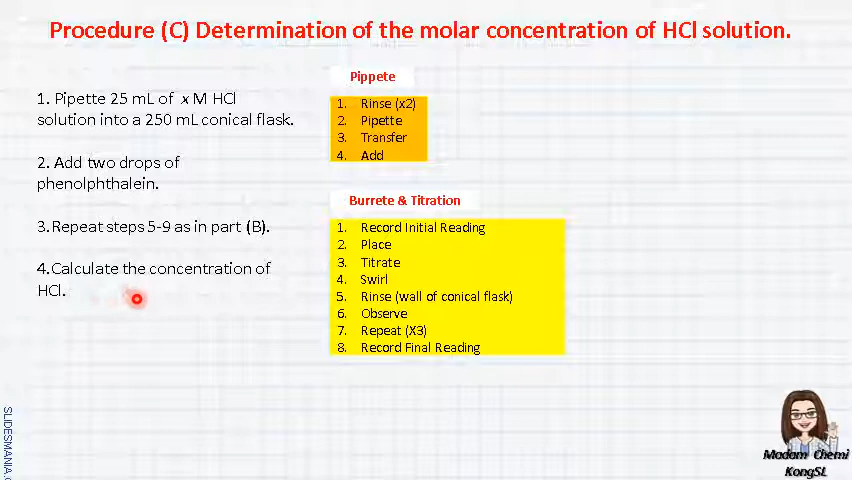 Procedure (C) Determination of the molar concentration of HCl solution.
1. Pipette 25 mL of x M HCl
solution into a 250 mL conical flask.
2. Add two drops of
phenolphthalein.
3.Repeat steps 5-9 as in part (B).
4.Calculate the concentration of
HCl.
Pippete
1. Rinse (x2)
2. Pipette
3. Transfer
4. Add
Burrete & Titration
1. Record Initial Reading
2. Place
3. Titrate
4. Swirl
5. Rinse (wall of conical flask)
6. Observe
7. Repeat (X3)
8. Record Final Reading
Madam Chemi
KongSL